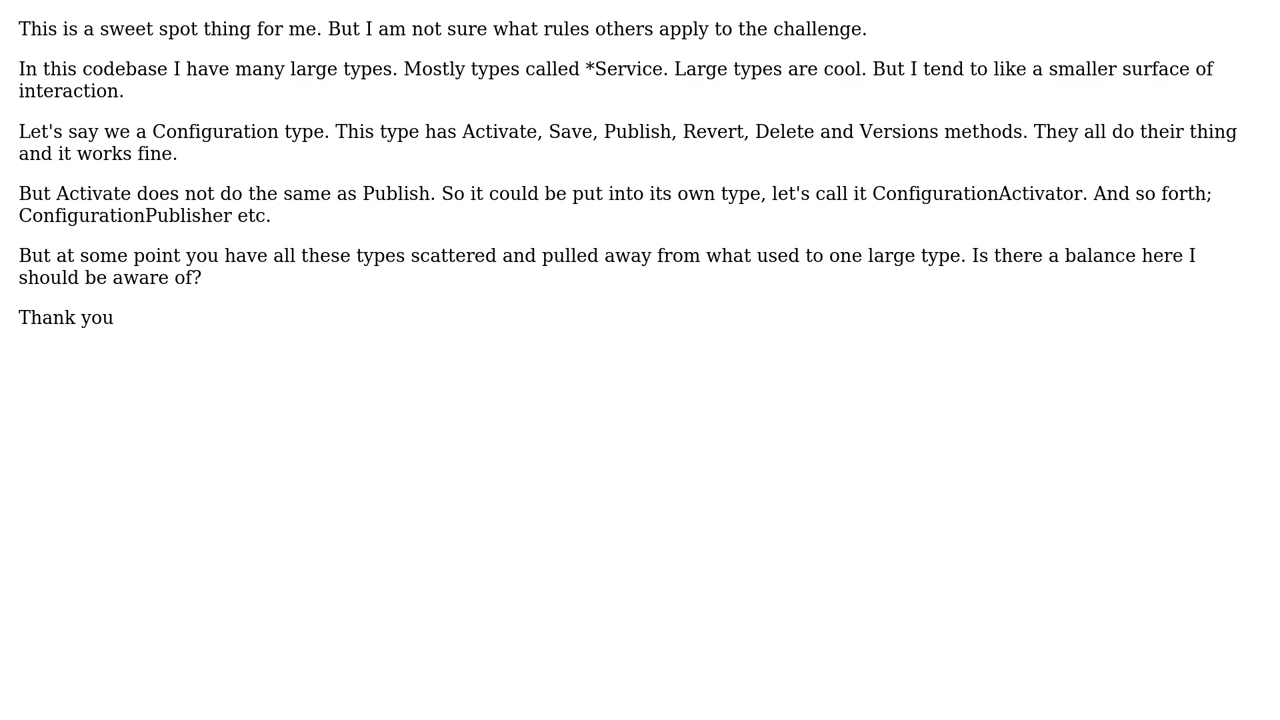 This is a sweet spot thing for me. But I am not sure what rules others apply to the challenge.
In this codebase I have many large types. Mostly types called *Service. Large types are cool. But I tend to like a smaller surface of
interaction.
Let's say we a Configuration type. This type has Activate, Save, Publish, Revert, Delete and Versions methods. They all do their thing
and it works fine.
But Activate does not do the same as Publish. So it could be put into its own type, let's call it ConfigurationActivator. And so forth;
ConfigurationPublisher etc.
But at some point you have all these types scattered and pulled away from what used to one large type. Is there a balance here I
should be aware of?
Thank you